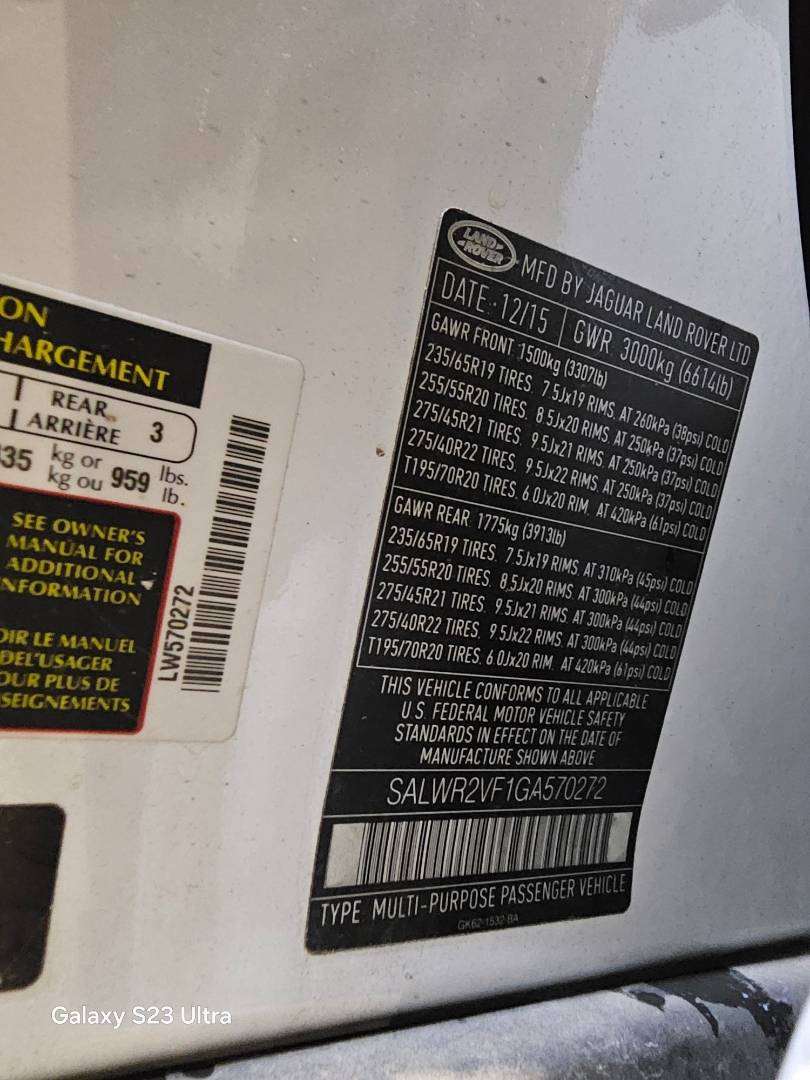 ON
HARGEMENT
REAR
ARRIÈRE 3
35 kg or 959 lbs.
kg ou lb.
SEE OWNER'S
MANUAL FOR
ADDITIONAL
NFORMATION
OIR LE MANUEL
DEL'USAGER
OUR PLUS DE
SEIGNEMENTS
LW570272
LAND
ROVER
MFD BY JAGUAR LAND ROVER LTD
DATE: 12/15 GWR 3000kg (6614lb)
GAWR FRONT 1500kg (3307lb)
235/65R19 TIRES. 7.5Jx19 RIMS. AT 260kPa (38psi) COLD
255/55R20 TIRES. 8.5Jx20 RIMS. AT 250kPa (37psi) COLD
275/45R21 TIRES. 9.5Jx21 RIMS. AT 250kPa (37psi) COLD
275/40R22 TIRES. 9.5Jx22 RIMS. AT 250kPa (37psi) COLD
T195/70R20 TIRES. 6.0Jx20 RIM. AT 420kPa (61psi) COLD
GAWR REAR 1775kg (3913lb)
235/65R19 TIRES. 7.5Jx19 RIMS. AT 310kPa (45psi) COLD
255/55R20 TIRES. 8.5Jx20 RIMS. AT 300kPa (44psi) COLD
275/45R21 TIRES. 9.5Jx21 RIMS. AT 300kPa (44psi) COLD
275/40R22 TIRES. 9.5Jx22 RIMS. AT 300kPa (44psi) COLD
T195/70R20 TIRES. 6.0Jx20 RIM. AT 420kPa (61psi) COLD
THIS VEHICLE CONFORMS TO ALL APPLICABLE
U.S. FEDERAL MOTOR VEHICLE SAFETY
STANDARDS IN EFFECT ON THE DATE OF
MANUFACTURE SHOWN ABOVE
SALWR2VF1GA570272
TYPE: MULTI-PURPOSE PASSENGER VEHICLE
GK62-1532-BA
Galaxy S23 Ultra